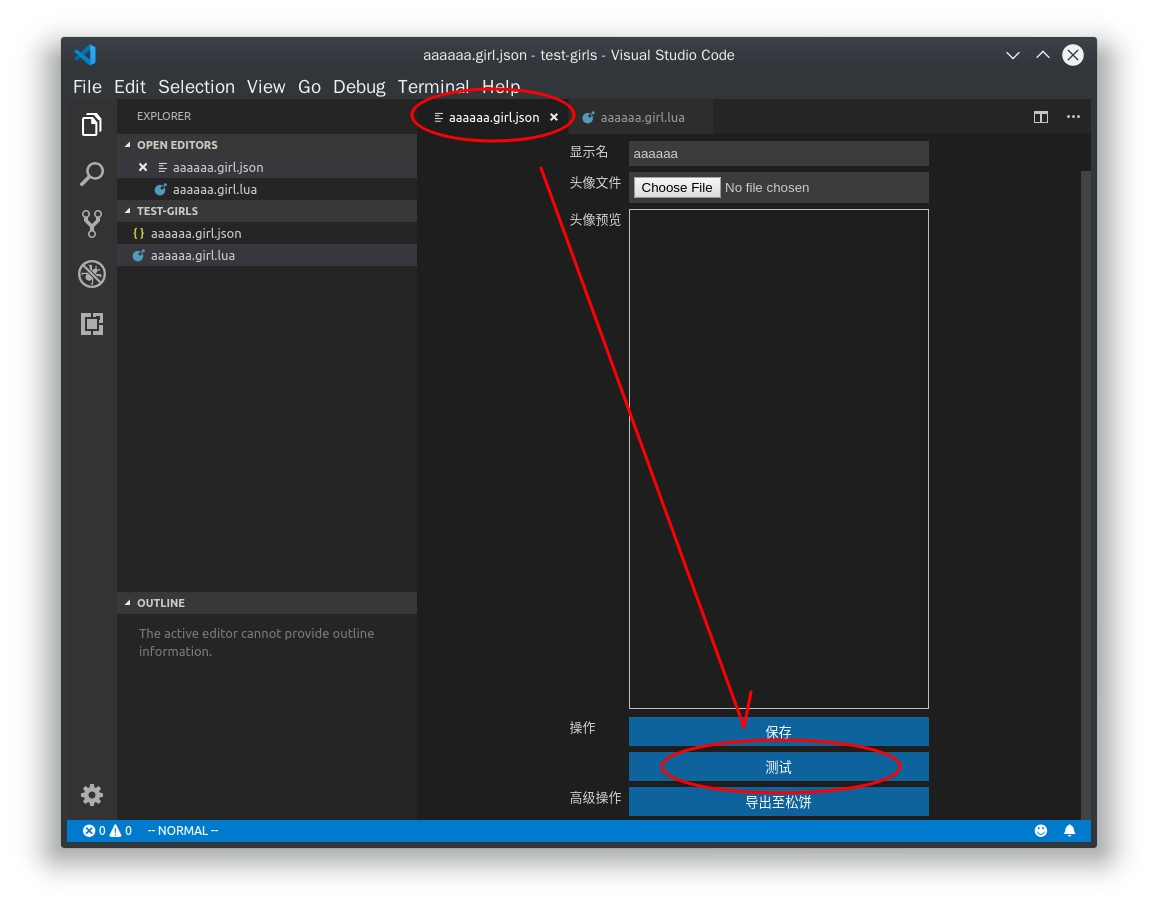 aaaaaa.girl.json - test-girls - Visual Studio Code
File Edit Selection View Go Debug Terminal Help
EXPLORER
OPEN EDITORS
aaaaaa.girl.json
aaaaaa.girl.lua
TEST-GIRLS
{} aaaaaa.girl.json
aaaaaa.girl.lua
OUTLINE
The active editor cannot provide outline
information.
aaaaaa.girl.json aaaaaa.girl.lua
显示名 aaaaaa
头像文件 Choose File No file chosen
头像预览
操作 保存
测试
高级操作 导出至松饼
0 0 -- NORMAL --